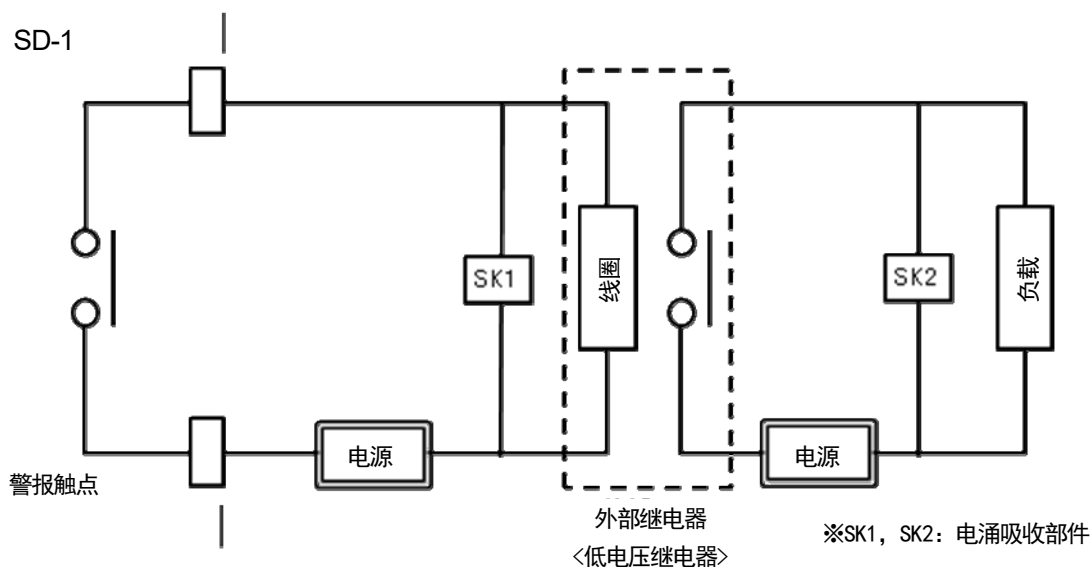 SD-1
SK1
线圈
SK2
负载
电源
电源
警报触点
外部继电器
<低电压继电器>
※SK1，SK2：电涌吸收部件